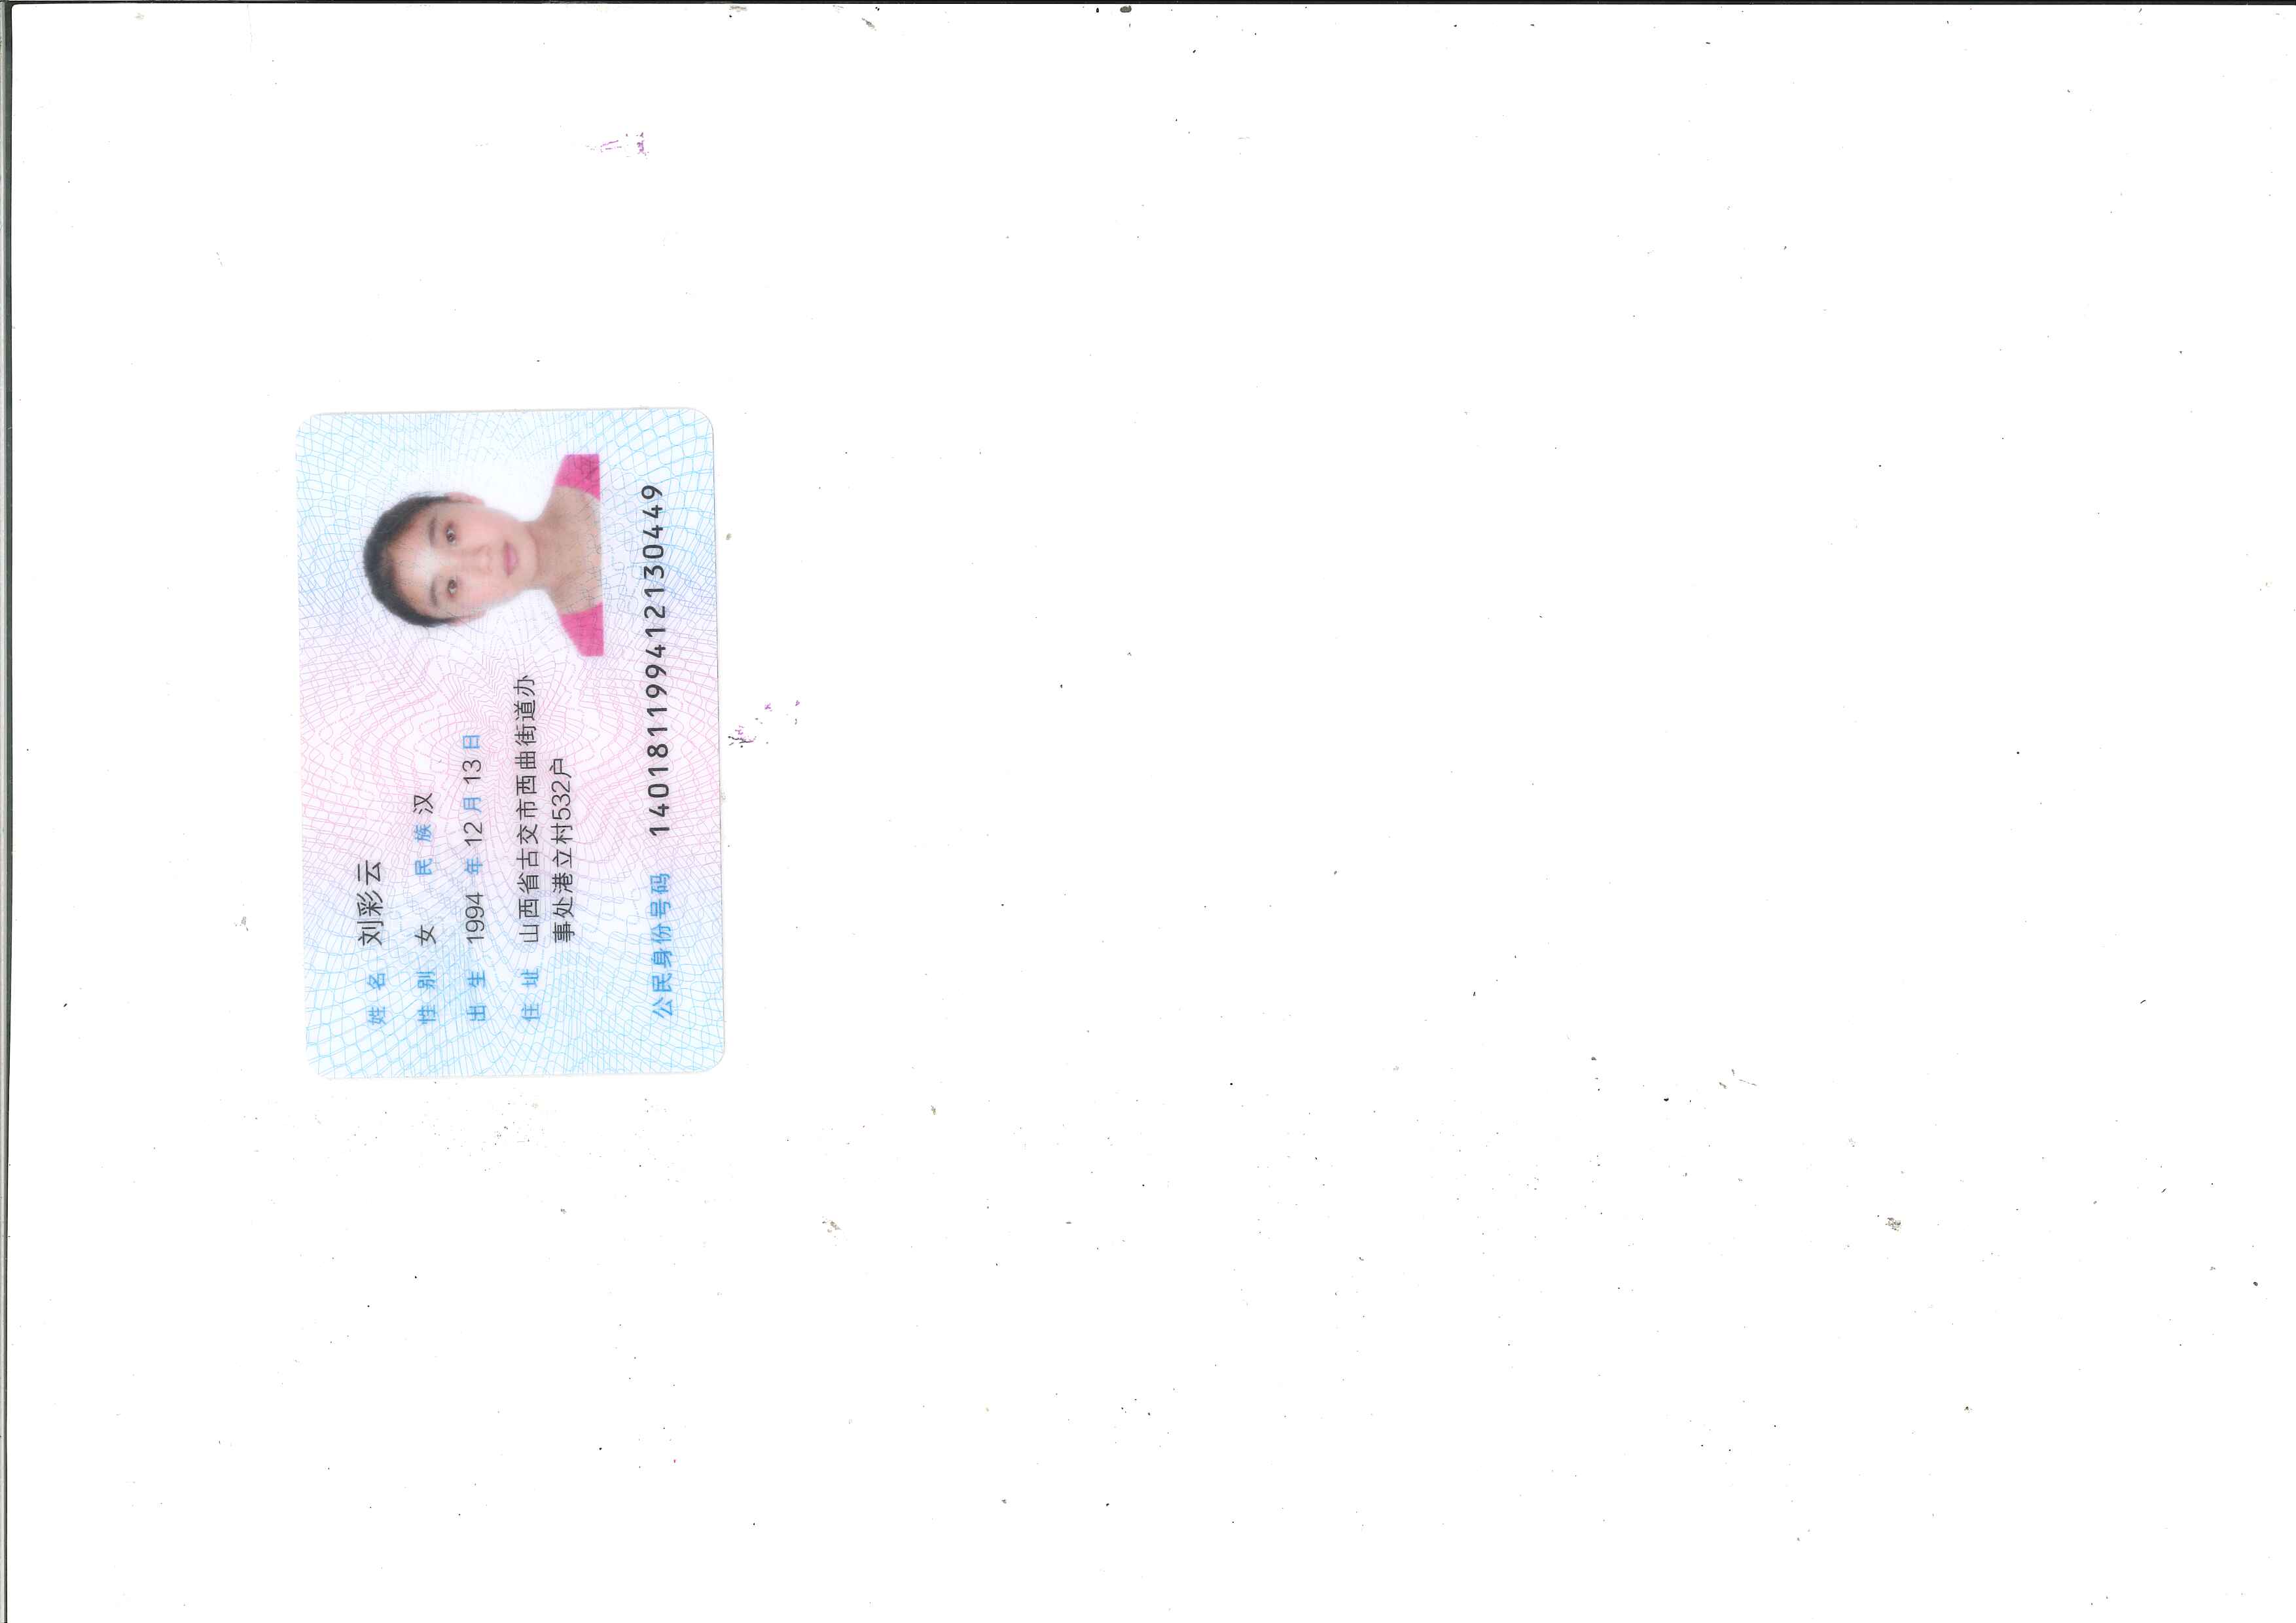 姓名 刘彩云
性别 女 民族 汉
出生 1994 年 12 月 13 日
住址 山西省古交市西曲街道办
事处港立村532户
公民身份号码 140181199412130449